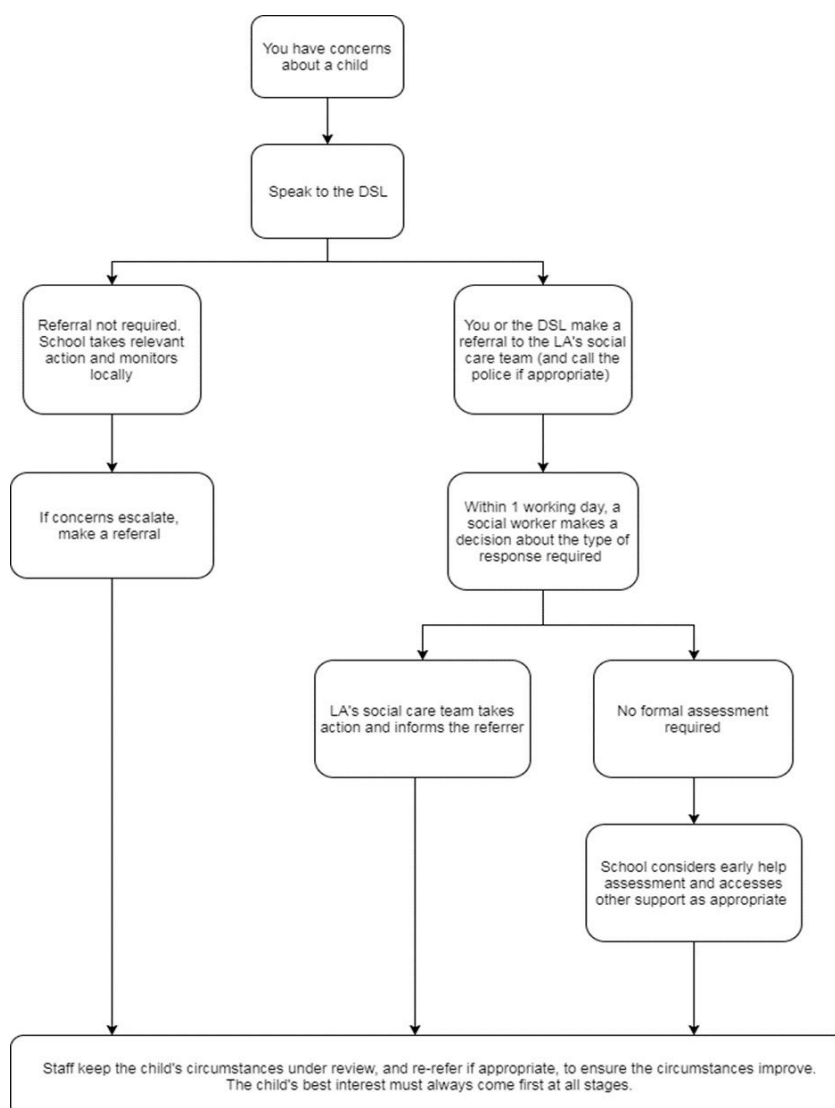 You have concerns
about a child
Speak to the DSL
Referral not required.
School takes relevant
action and monitors
locally
You or the DSL make a
referral to the LA's social
care team (and call the
police if appropriate)
If concerns escalate,
make a referral
Within 1 working day, a
social worker makes a
decision about the type of
response required
LA's social care team takes
action and informs the referrer
No formal assessment
required
School considers early help
assessment and accesses
other support as appropriate
Staff keep the child's circumstances under review, and re-refer if appropriate, to ensure the circumstances improve.
The child's best interest must always come first at all stages.